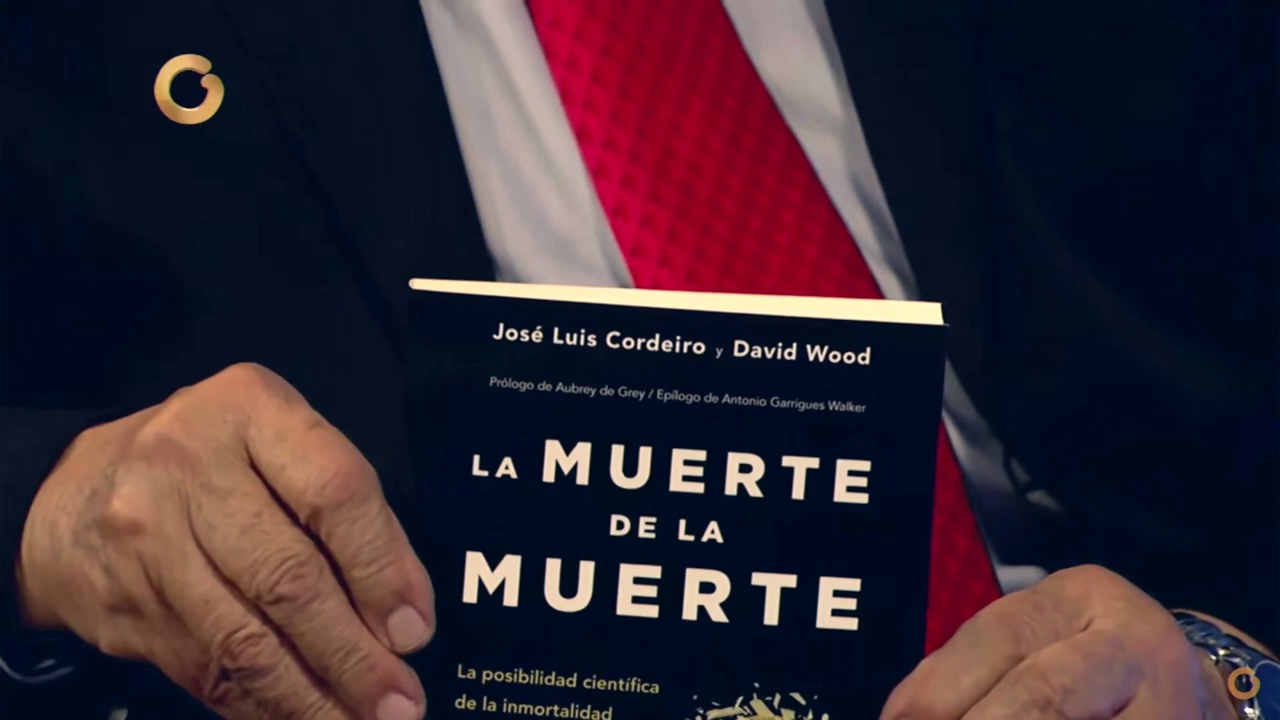 José Luis Cordeiro y David Wood
Prólogo de Aubrey de Grey / Epílogo de Antonio Garrigues Walker
LA MUERTE
DE LA
MUERTE
La posibilidad científica
de la inmortalidad